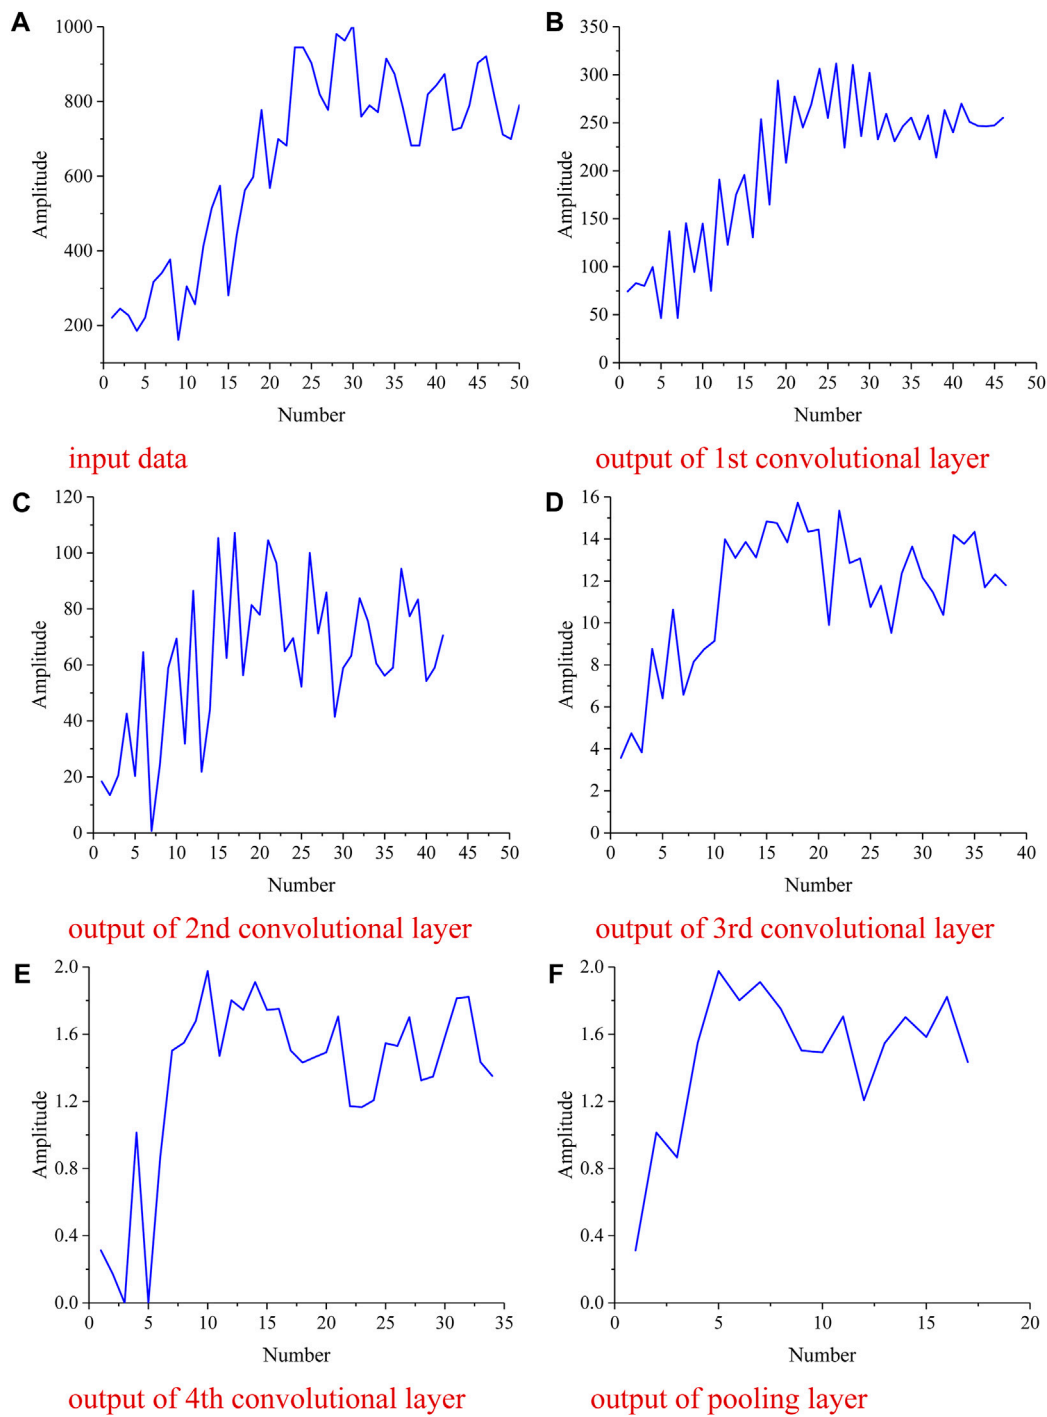 A
1000
800
600
400
200
Amplitude
0 5 10 15 20 25 30 35 40 45 50
Number
input data
B
350
300
250
200
150
100
50
0
Amplitude
0 5 10 15 20 25 30 35 40 45 50
Number
output of 1st convolutional layer
C
120
100
80
60
40
20
0
Amplitude
0 5 10 15 20 25 30 35 40 45 50
Number
output of 2nd convolutional layer
D
16
14
12
10
8
6
4
2
0
Amplitude
0 5 10 15 20 25 30 35 40
Number
output of 3rd convolutional layer
E
2.0
1.6
1.2
0.8
0.4
0.0
Amplitude
0 5 10 15 20 25 30 35
Number
output of 4th convolutional layer
F
2.0
1.6
1.2
0.8
0.4
0.0
Amplitude
0 5 10 15 20
Number
output of pooling layer